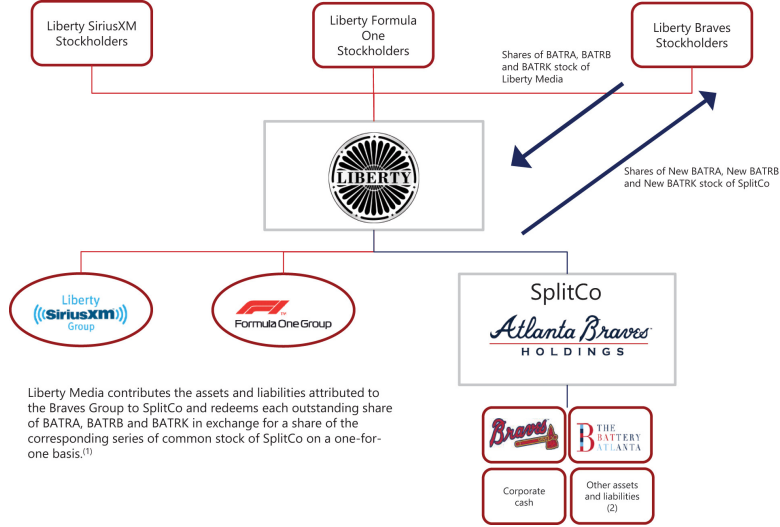 Liberty SiriusXM
Stockholders
Liberty Formula
One
Stockholders
Liberty Braves
Stockholders
Shares of BATRA, BATRB
and BATRK stock of
Liberty Media
LIBERTY
Shares of New BATRA, New BATRB
and New BATRK stock of SplitCo
Liberty
((SiriusXM))
Group
F1
TM
Formula One Group
SplitCo
Atlanta Braves
HOLDINGS
Liberty Media contributes the assets and liabilities attributed to
the Braves Group to SplitCo and redeems each outstanding share
of BATRA, BATRB and BATRK in exchange for a share of the
corresponding series of common stock of SplitCo on a one-for-
one basis.(1)
Braves
B THE
BATTERY
ATLANTA
Corporate
cash
Other assets
and liabilities
(2)